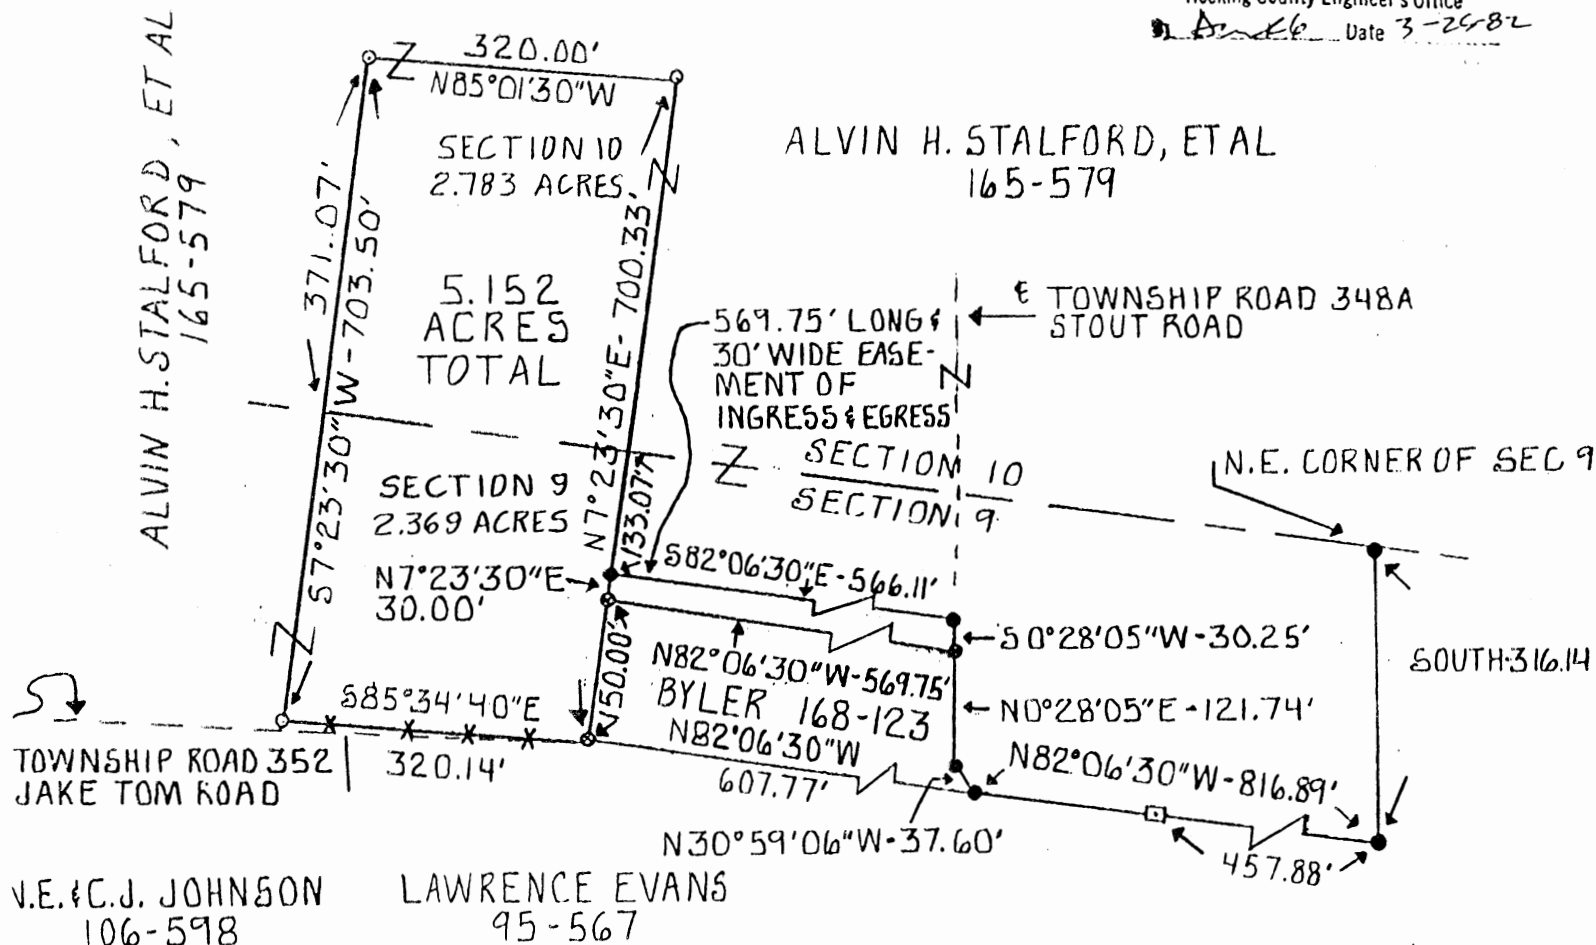 Hocking County Engineer's Office
Date 3-26-82
320.00'
N85°01'30"W
SECTION 10
2.783 ACRES
ALVIN H. STALFORD, ET AL
165-579
ALVIN H. STALFORD, ET AL
165-579
371.07'
S7°23'30"W-703.50'
N7°23'30"E-700.33'
5.152
ACRES
TOTAL
569.75' LONG &
30' WIDE EASE-
MENT OF
INGRESS & EGRESS
℄ TOWNSHIP ROAD 348A
STOUT ROAD
SECTION 10
SECTION 9
N.E. CORNER OF SEC 9
SECTION 9
2.369 ACRES
133.07'
N7°23'30"E
30.00'
S82°06'30"E-566.11'
S0°28'05"W-30.25'
SOUTH-316.14
150.00'
N82°06'30"W-569.75'
BYLER 168-123
N0°28'05"E-121.74'
N82°06'30"W
607.77'
N82°06'30"W-816.89'
S85°34'40"E
320.14'
TOWNSHIP ROAD 352
JAKE TOM ROAD
N30°59'06"W-37.60'
457.88'
V.E. & C.J. JOHNSON
106-598
LAWRENCE EVANS
95-567